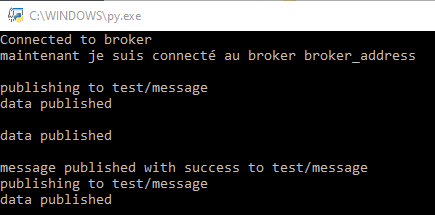 C:\WINDOWS\py.exe
Connected to broker
maintenant je suis connecté au broker broker_address
publishing to test/message
data published
data published
message published with success to test/message
publishing to test/message
data published